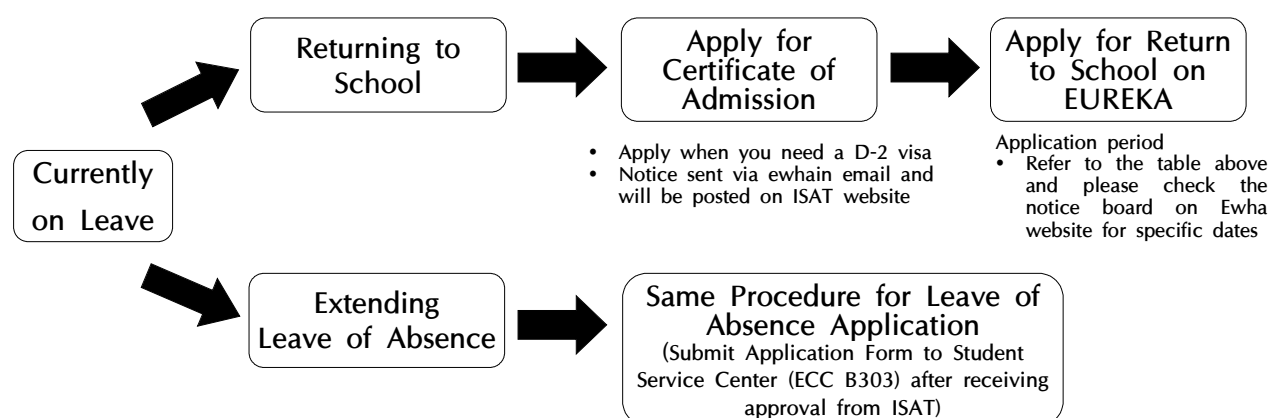 Currently
on Leave
Returning to
School
Apply for
Certificate of
Admission
• Apply when you need a D-2 visa
• Notice sent via ewhain email and
will be posted on ISAT website
Apply for Return
to School on
EUREKA
Application period
• Refer to the table above
and please check the
notice board on Ewha
website for specific dates
Extending
Leave of Absence
Same Procedure for Leave of
Absence Application
(Submit Application Form to Student
Service Center (ECC B303) after receiving
approval from ISAT)